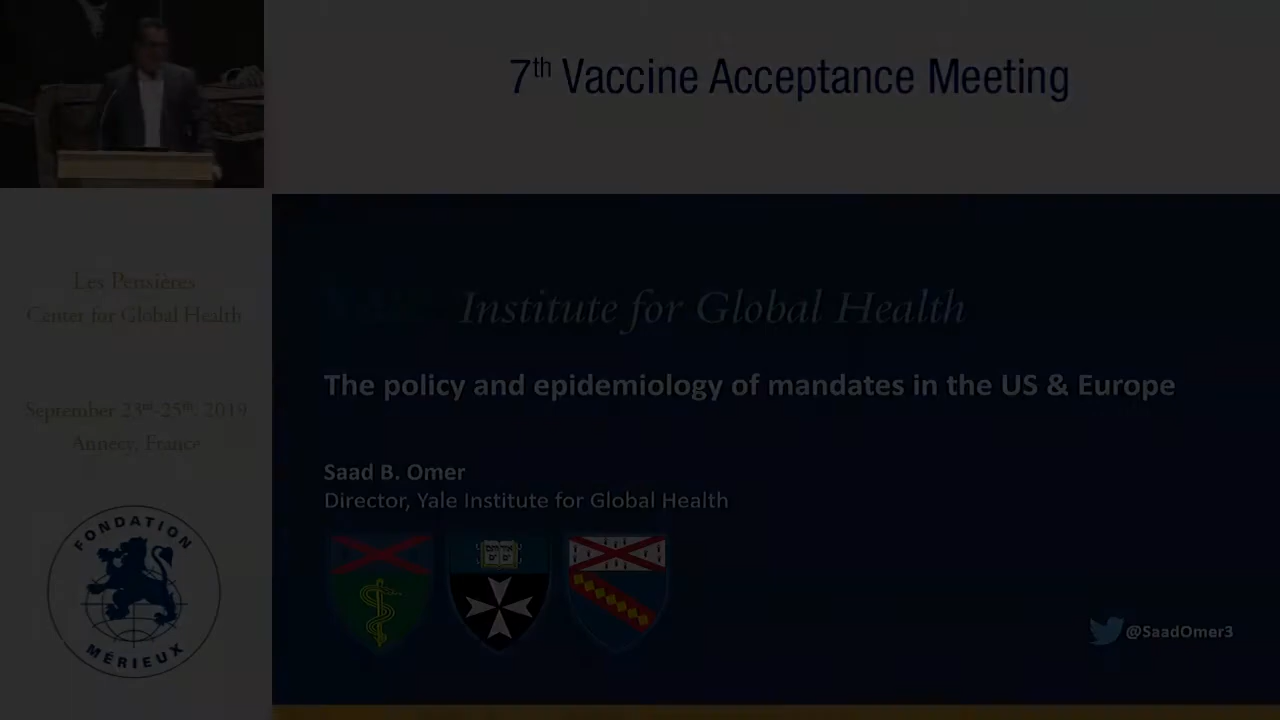 7th Vaccine Acceptance Meeting
Les Pensières
Center for Global Health
September 23rd-25th, 2019
Annecy, France
FONDATION
MÉRIEUX
Institute for Global Health
The policy and epidemiology of mandates in the US & Europe
Saad B. Omer
Director, Yale Institute for Global Health
@SaadOmer3